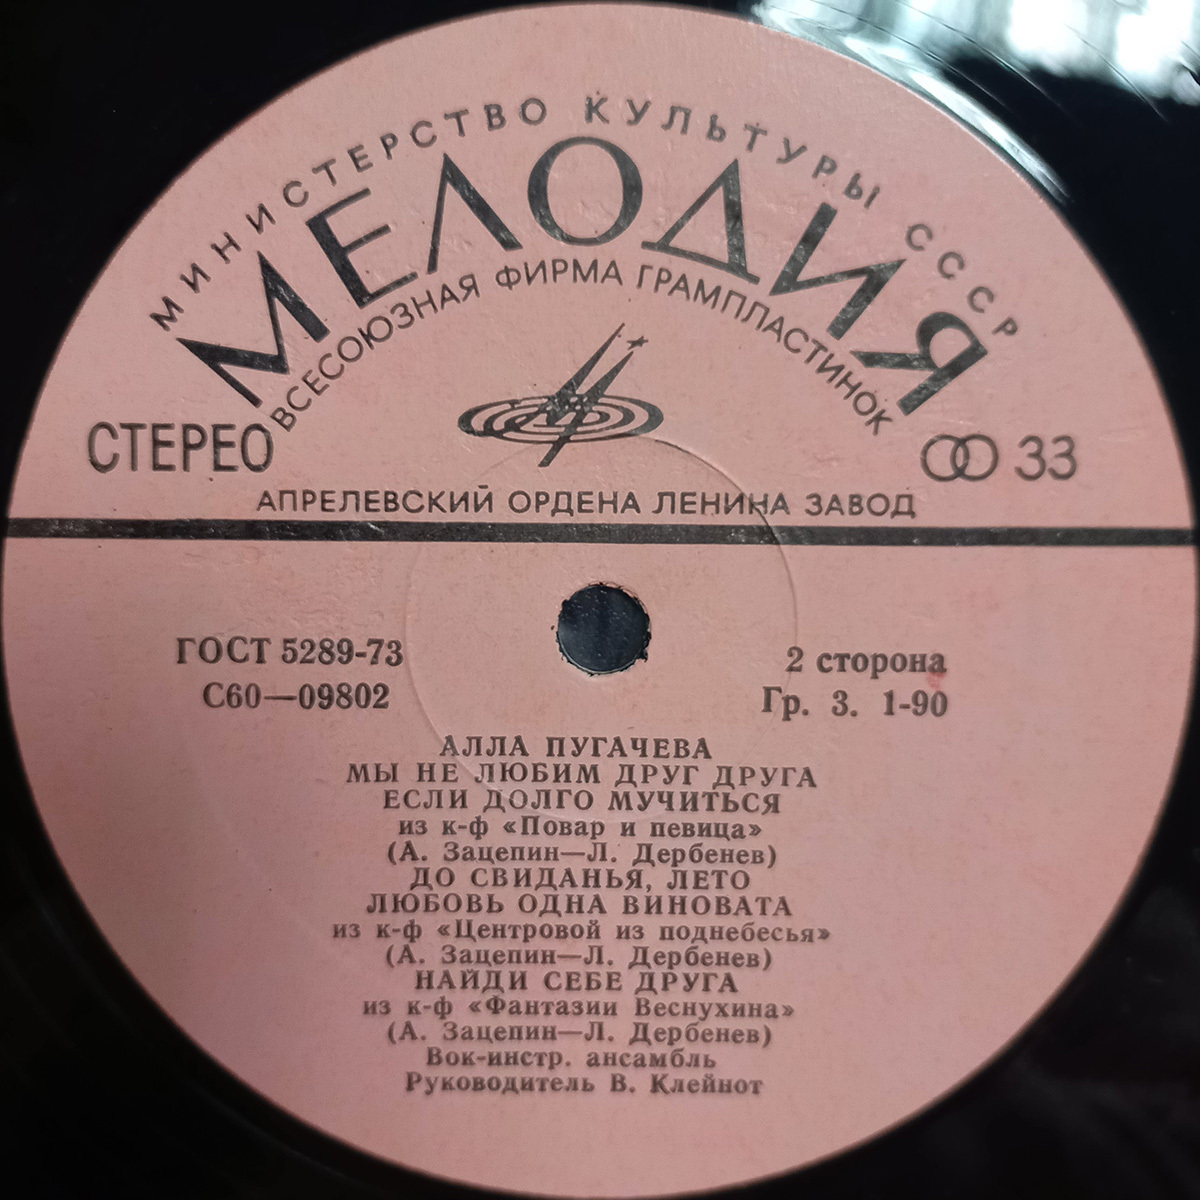 МИНИСТЕРСТВО КУЛЬТУРЫ СССР
МЕЛОДИЯ
ВСЕСОЮЗНАЯ ФИРМА ГРАМПЛАСТИНОК
СТЕРЕО
33
АПРЕЛЕВСКИЙ ОРДЕНА ЛЕНИНА ЗАВОД
ГОСТ 5289-73
2 сторона
С60—09802
Гр. 3. 1-90
АЛЛА ПУГАЧЕВА
МЫ НЕ ЛЮБИМ ДРУГ ДРУГА
ЕСЛИ ДОЛГО МУЧИТЬСЯ
из к-ф «Повар и певица»
(А. Зацепин—Л. Дербенев)
ДО СВИДАНЬЯ, ЛЕТО
ЛЮБОВЬ ОДНА ВИНОВАТА
из к-ф «Центровой из поднебесья»
(А. Зацепин—Л. Дербенев)
НАЙДИ СЕБЕ ДРУГА
из к-ф «Фантазии Веснухина»
(А. Зацепин—Л. Дербенев)
Вок-инстр. ансамбль
Руководитель В. Клейнот